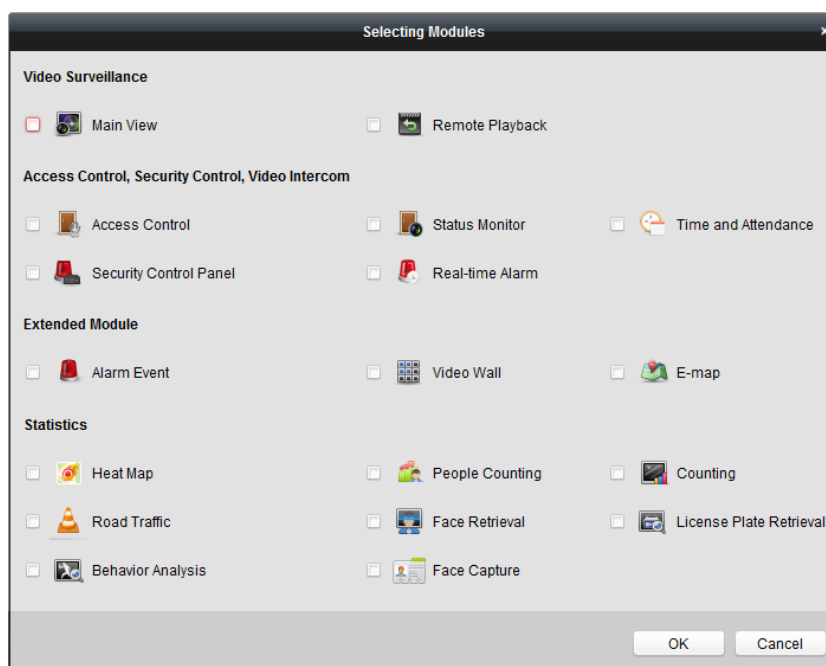 Selecting Modules
Video Surveillance
Main View Remote Playback
Access Control, Security Control, Video Intercom
Access Control Status Monitor Time and Attendance
Security Control Panel Real-time Alarm
Extended Module
Alarm Event Video Wall E-map
Statistics
Heat Map People Counting Counting
Road Traffic Face Retrieval License Plate Retrieval
Behavior Analysis Face Capture
OK Cancel